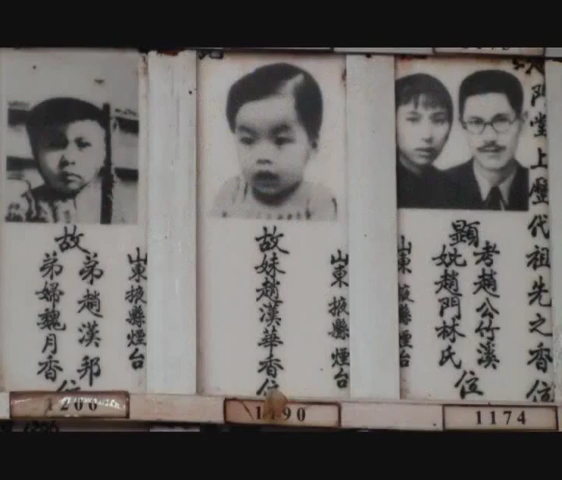 山東掖縣煙台
故
弟趙漢邦
弟婦魏月香
位
1206
山東掖縣煙台
故妹趙漢華香位
1190
門堂上歷代祖先之香位
顯
考趙公竹溪
妣趙門林氏
位
山東掖縣煙台
1174